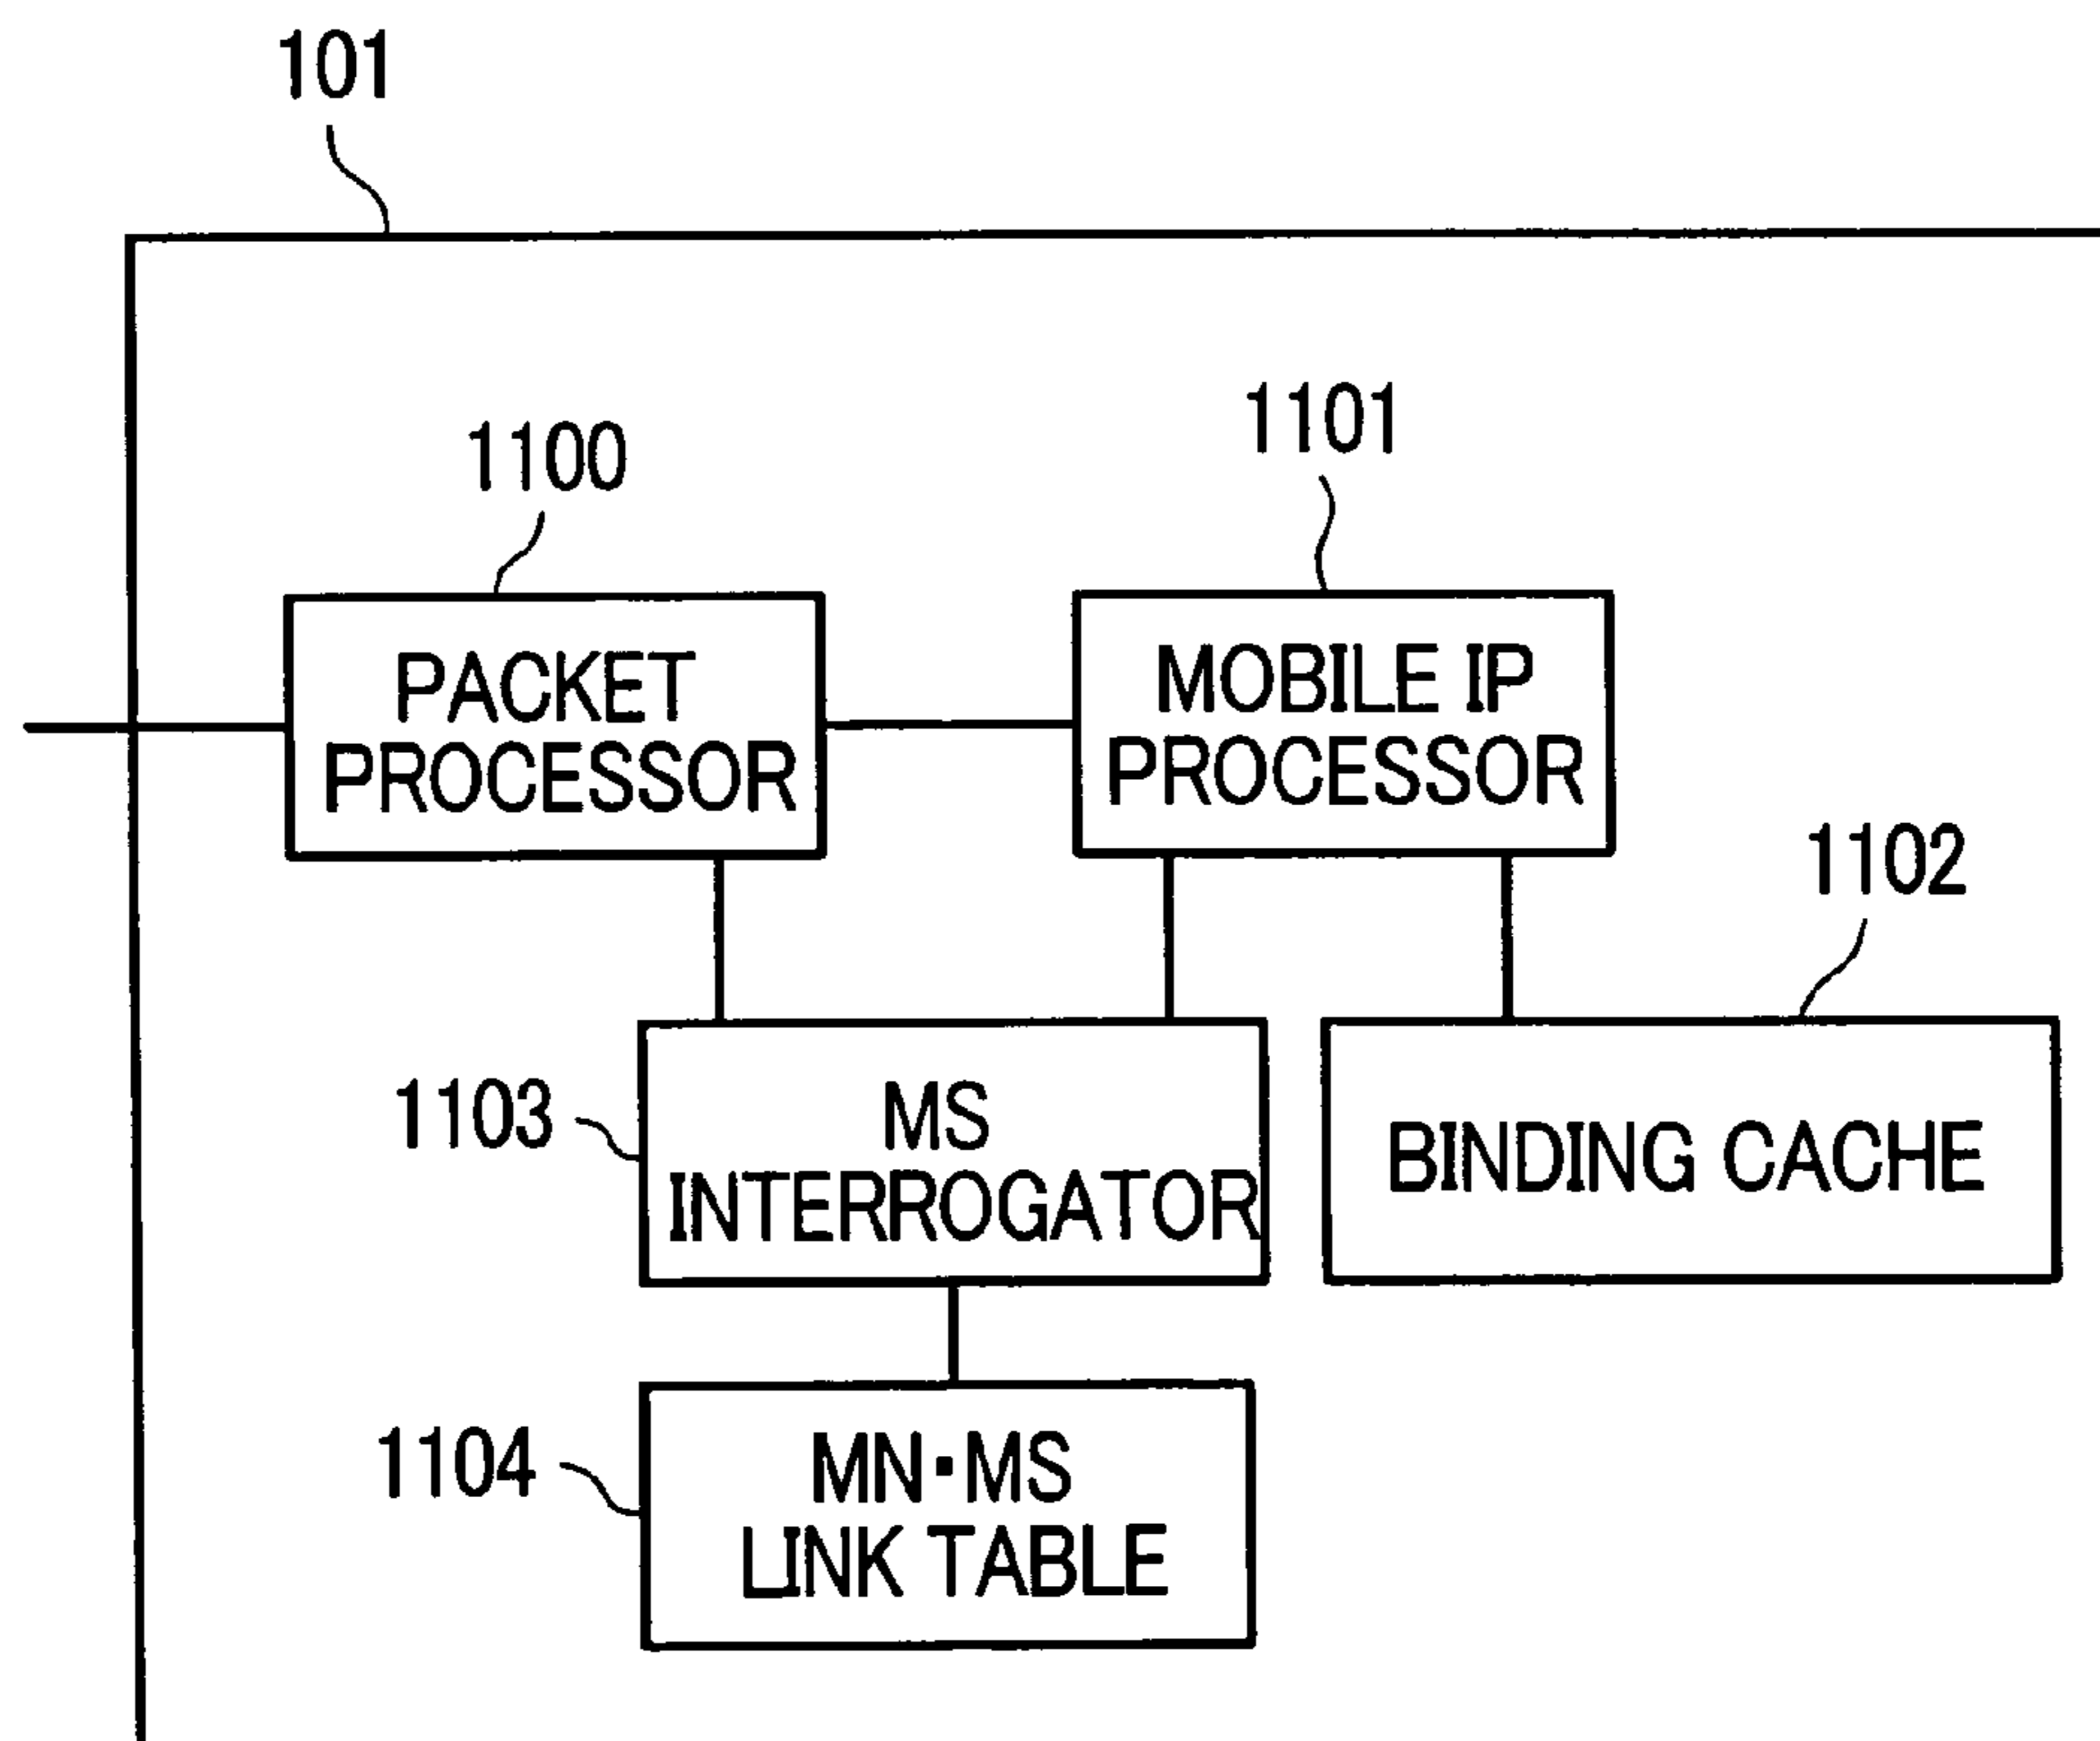 101
1100
1101
PACKET
PROCESSOR
MOBILE IP
PROCESSOR
1102
1103
MS
INTERROGATOR
BINDING CACHE
1104
MN·MS
LINK TABLE